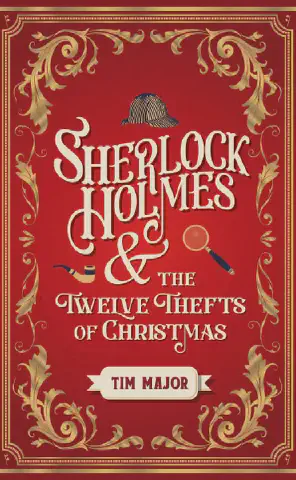 SHERLOCK
HOLMES
& THE
TWELVE THEFTS
OF CHRISTMAS
TIM MAJOR